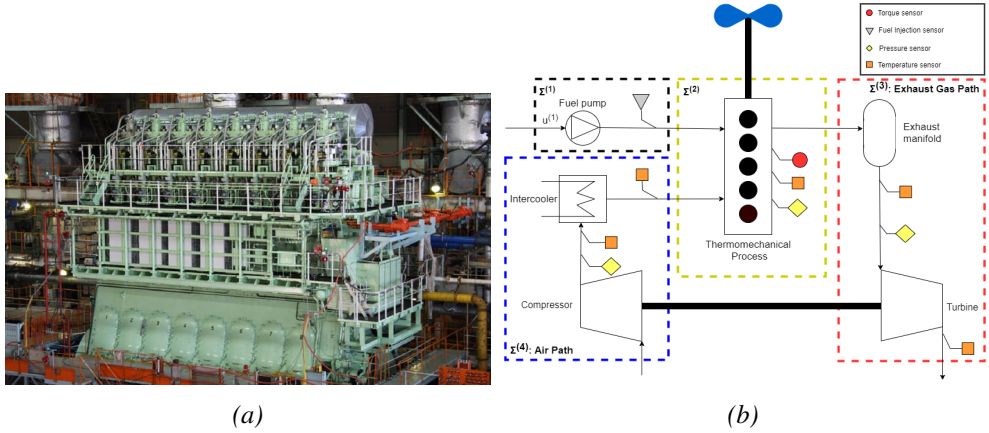 Torque sensor
Fuel Injection sensor
Pressure sensor
Temperature sensor
Σ(1)
Fuel pump
u(1)
Σ(2)
Σ(3): Exhaust Gas Path
Exhaust
manifold
Intercooler
Thermomechanical
Process
Compressor
Turbine
Σ(4): Air Path
(a)
(b)